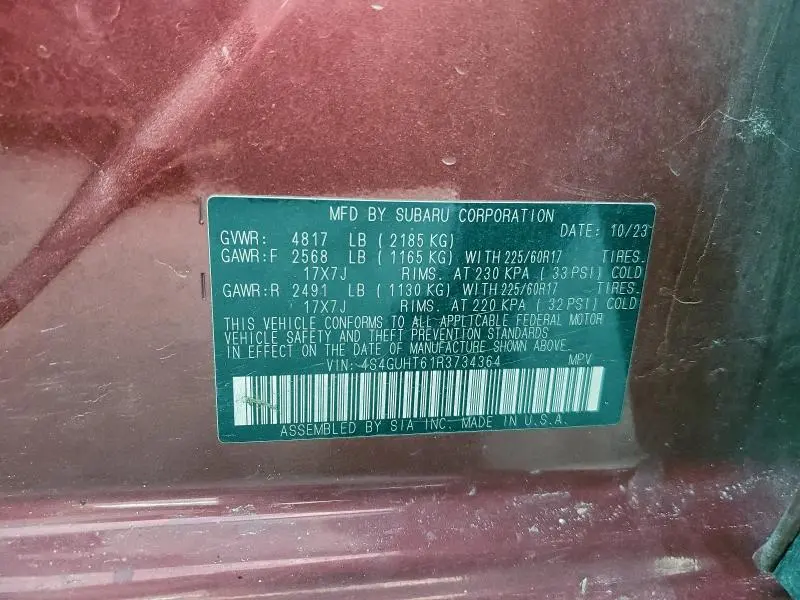 MFD BY SUBARU CORPORATION DATE: 10/23
GVWR: 4817 LB ( 2185 KG)
GAWR:F 2568 LB ( 1165 KG) WITH 225/60R17 TIRES.
17X7J RIMS. AT 230 KPA ( 33 PSI) COLD
GAWR:R 2491 LB ( 1130 KG) WITH 225/60R17 TIRES.
17X7J RIMS. AT 220 KPA ( 32 PSI) COLD
THIS VEHICLE CONFORMS TO ALL APPLICABLE FEDERAL MOTOR
VEHICLE SAFETY AND THEFT PREVENTION STANDARDS
IN EFFECT ON THE DATE OF MANUFACTURE SHOWN ABOVE.
VIN: 4S4GUHT61R3734364 MPV
ASSEMBLED BY SIA INC. MADE IN U.S.A.